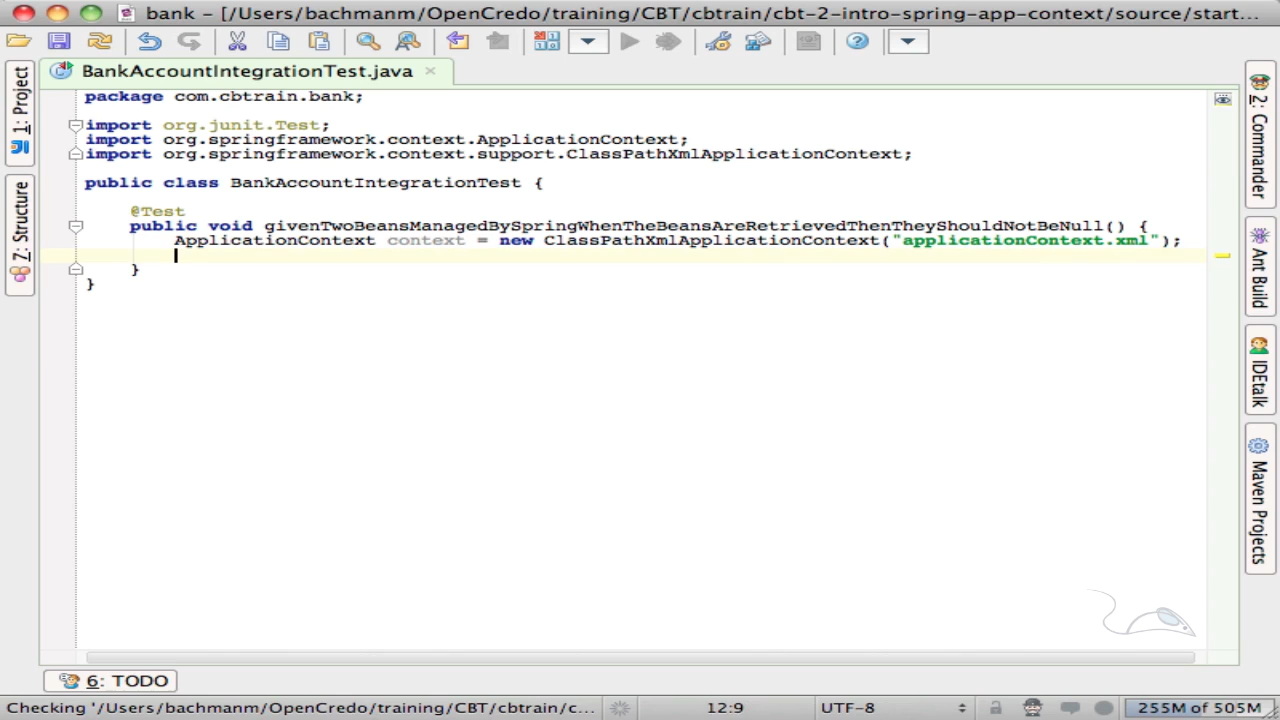 bank – [/Users/bachmanm/OpenCredo/training/CBT/cbtrain/cbt-2-intro-spring-app-context/source/start...
BankAccountIntegrationTest.java
1: Project
7: Structure
package com.cbtrain.bank;
import org.junit.Test;
import org.springframework.context.ApplicationContext;
import org.springframework.context.support.ClassPathXmlApplicationContext;
public class BankAccountIntegrationTest {
@Test
public void givenTwoBeansManagedBySpringWhenTheBeansAreRetrievedThenTheyShouldNotBeNull() {
ApplicationContext context = new ClassPathXmlApplicationContext("applicationContext.xml");
}
}
2: Commander
Ant Build
IDEtalk
Maven Projects
6: TODO
Checking '/Users/bachmanm/OpenCredo/training/CBT/cbtrain/c...
12:9
UTF-8
255M of 505M